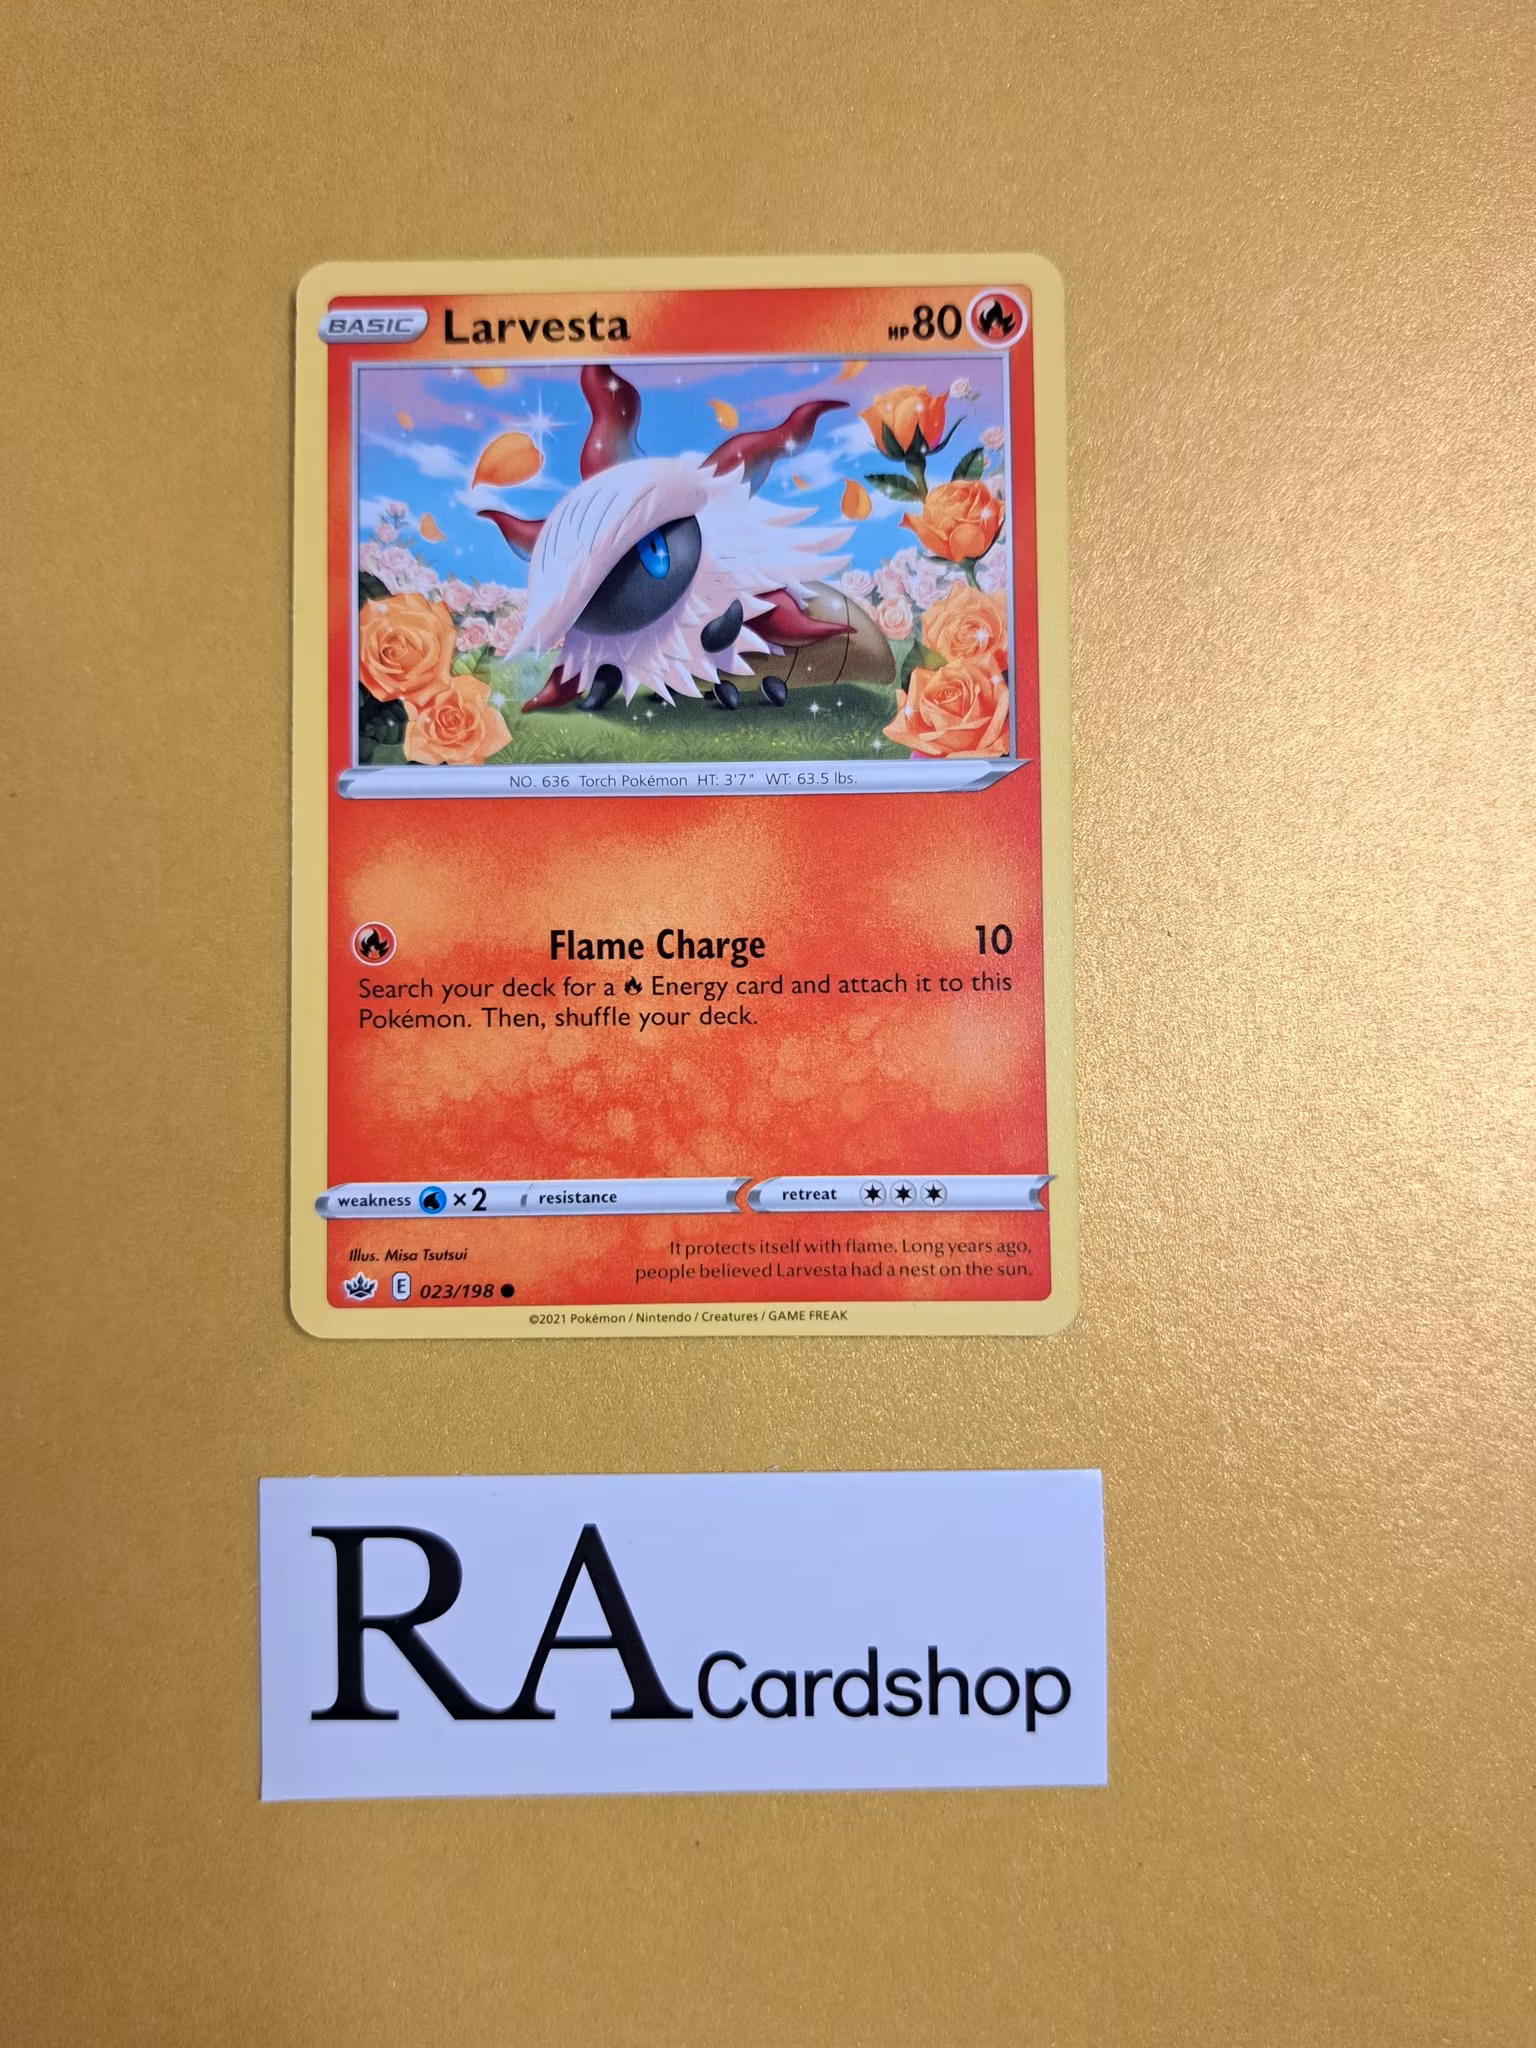 BASIC Larvesta HP 80
NO. 636 Torch Pokémon HT: 3'7" WT: 63.5 lbs.
Flame Charge 10
Search your deck for a Energy card and attach it to this
Pokémon. Then, shuffle your deck.
weakness ×2 resistance retreat
Illus. Misa Tsutsui
It protects itself with flame. Long years ago,
people believed Larvesta had a nest on the sun.
E 023/198
©2021 Pokémon / Nintendo / Creatures / GAME FREAK
RA Cardshop